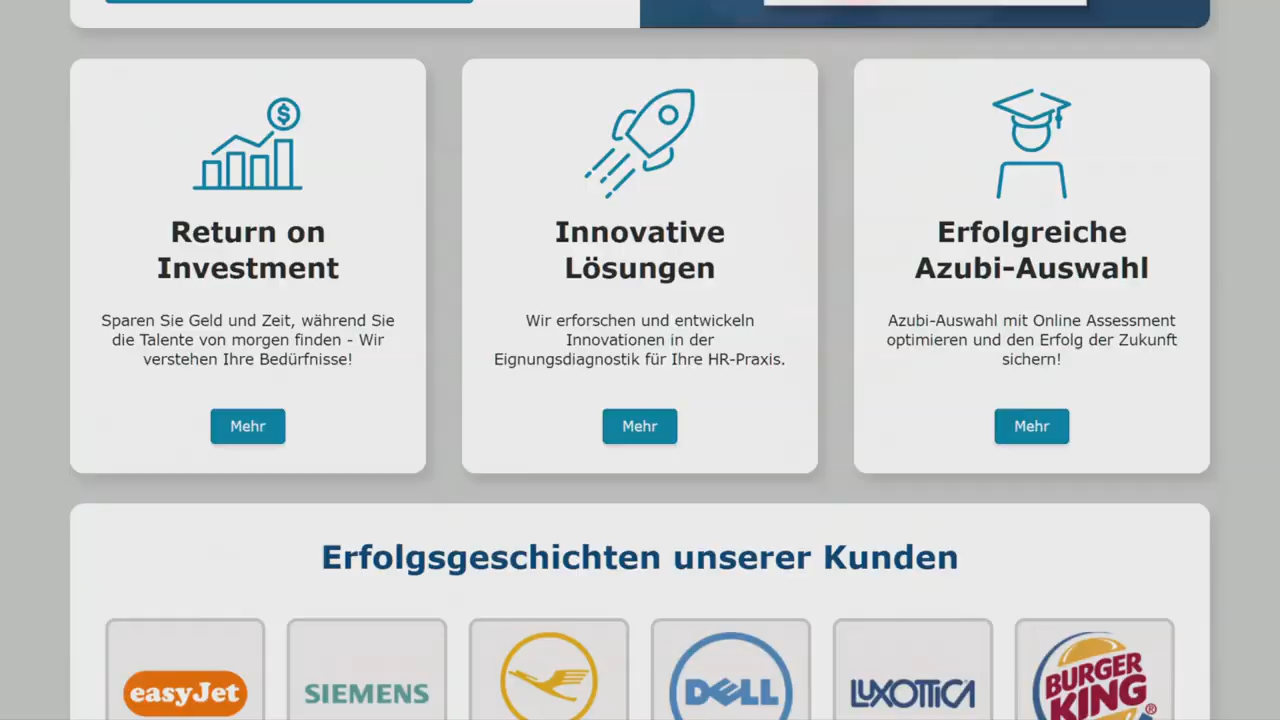 $
Return on
Investment
Sparen Sie Geld und Zeit, während Sie
die Talente von morgen finden - Wir
verstehen Ihre Bedürfnisse!
Mehr
Innovative
Lösungen
Wir erforschen und entwickeln
Innovationen in der
Eignungsdiagnostik für Ihre HR-Praxis.
Mehr
Erfolgreiche
Azubi-Auswahl
Azubi-Auswahl mit Online Assessment
optimieren und den Erfolg der Zukunft
sichern!
Mehr
Erfolgsgeschichten unserer Kunden
easyJet
SIEMENS
DELL
LUXOTTICA
BURGER
KING®